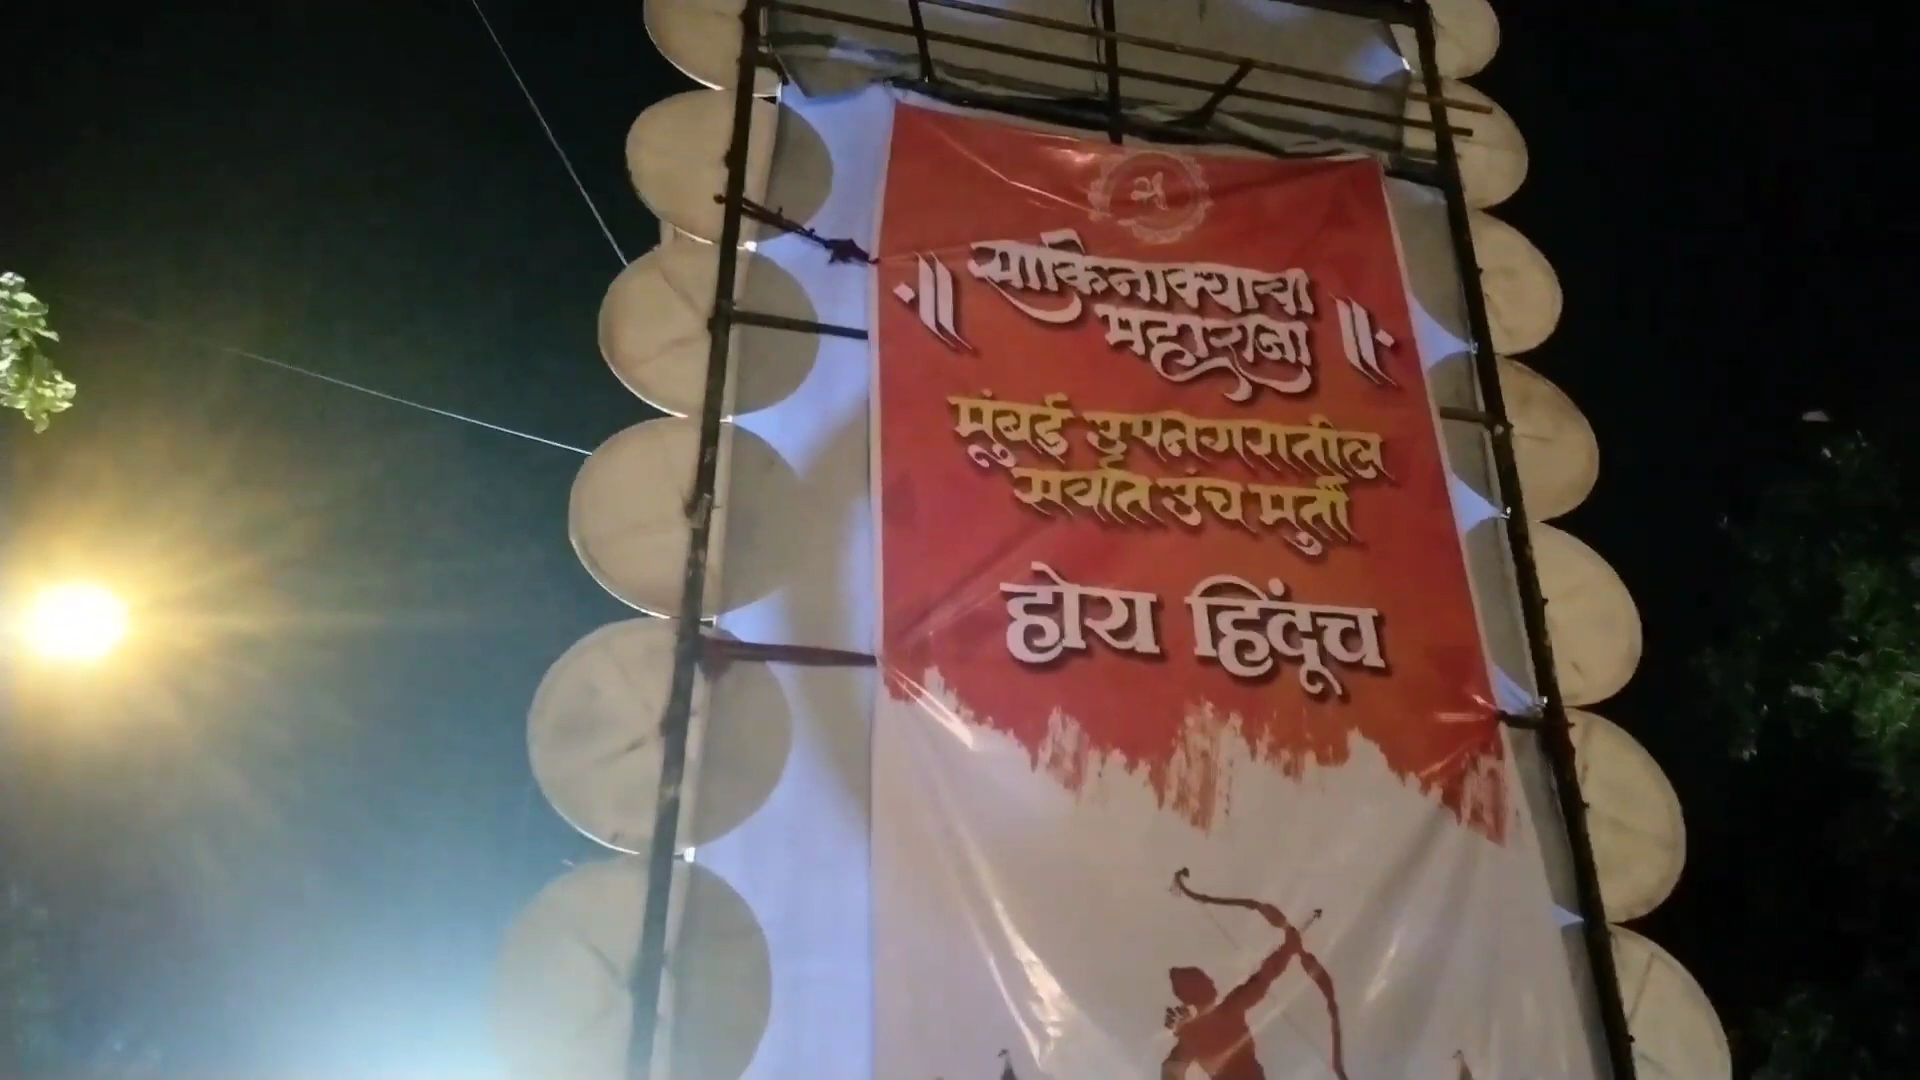 ॥ साकिनाक्याचा ॥
महाराजा
मुंबई उपनगरातील
सर्वात उंच मुर्ती
होय हिंदूच